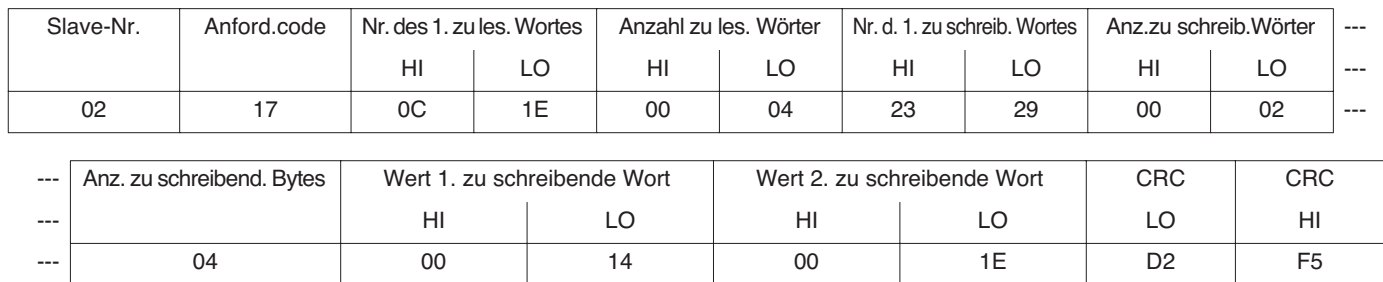 Slave-Nr. Anford.code Nr. des 1. zu les. Wortes Anzahl zu les. Wörter Nr. d. 1. zu schreib. Wortes Anz.zu schreib.Wörter ---
HI LO HI LO HI LO HI LO ---
02 17 0C 1E 00 04 23 29 00 02 ---
--- Anz. zu schreibend. Bytes Wert 1. zu schreibende Wort Wert 2. zu schreibende Wort CRC CRC
--- HI LO HI LO LO HI
--- 04 00 14 00 1E D2 F5